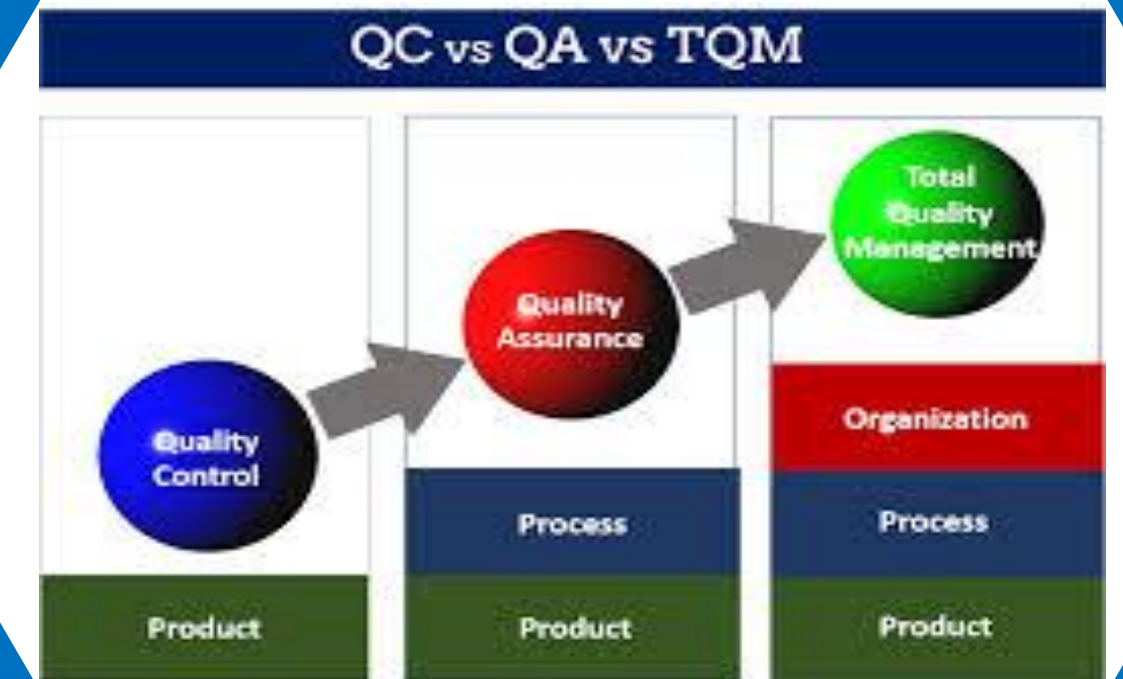 QC vs QA vs TQM
Total
Quality
Management
Quality
Assurance
Quality
Control
Organization
Process
Process
Product
Product
Product